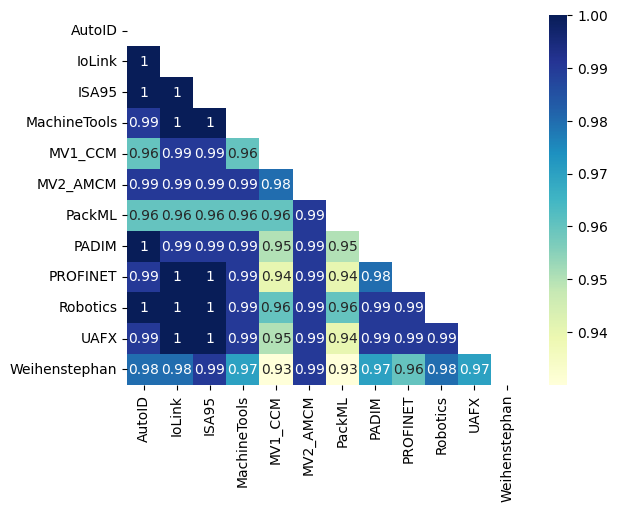 AutoID
IoLink 1
ISA95 1 1
MachineTools 0.99 1 1
MV1_CCM 0.96 0.99 0.99 0.96
MV2_AMCM 0.99 0.99 0.99 0.99 0.98
PackML 0.96 0.96 0.96 0.96 0.96 0.99
PADIM 1 0.99 0.99 0.99 0.95 0.99 0.95
PROFINET 0.99 1 1 0.99 0.94 0.99 0.94 0.98
Robotics 1 1 1 0.99 0.96 0.99 0.96 0.99 0.99
UAFX 0.99 1 1 0.99 0.95 0.99 0.94 0.99 0.99 0.99
Weihenstephan 0.98 0.98 0.99 0.97 0.93 0.99 0.93 0.97 0.96 0.98 0.97
AutoID IoLink ISA95 MachineTools MV1_CCM MV2_AMCM PackML PADIM PROFINET Robotics UAFX Weihenstephan
1.00
0.99
0.98
0.97
0.96
0.95
0.94